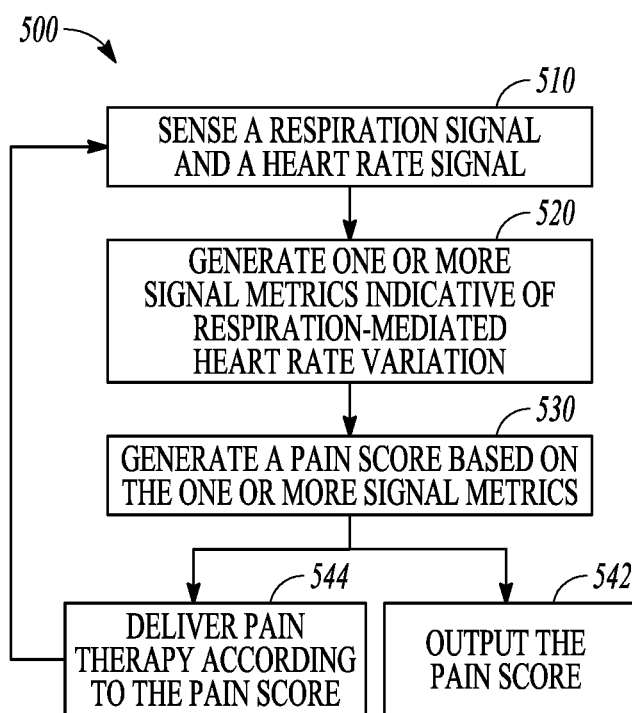 500
510
SENSE A RESPIRATION SIGNAL
AND A HEART RATE SIGNAL
520
GENERATE ONE OR MORE
SIGNAL METRICS INDICATIVE OF
RESPIRATION-MEDIATED
HEART RATE VARIATION
530
GENERATE A PAIN SCORE BASED ON
THE ONE OR MORE SIGNAL METRICS
544
DELIVER PAIN
THERAPY ACCORDING
TO THE PAIN SCORE
542
OUTPUT THE
PAIN SCORE